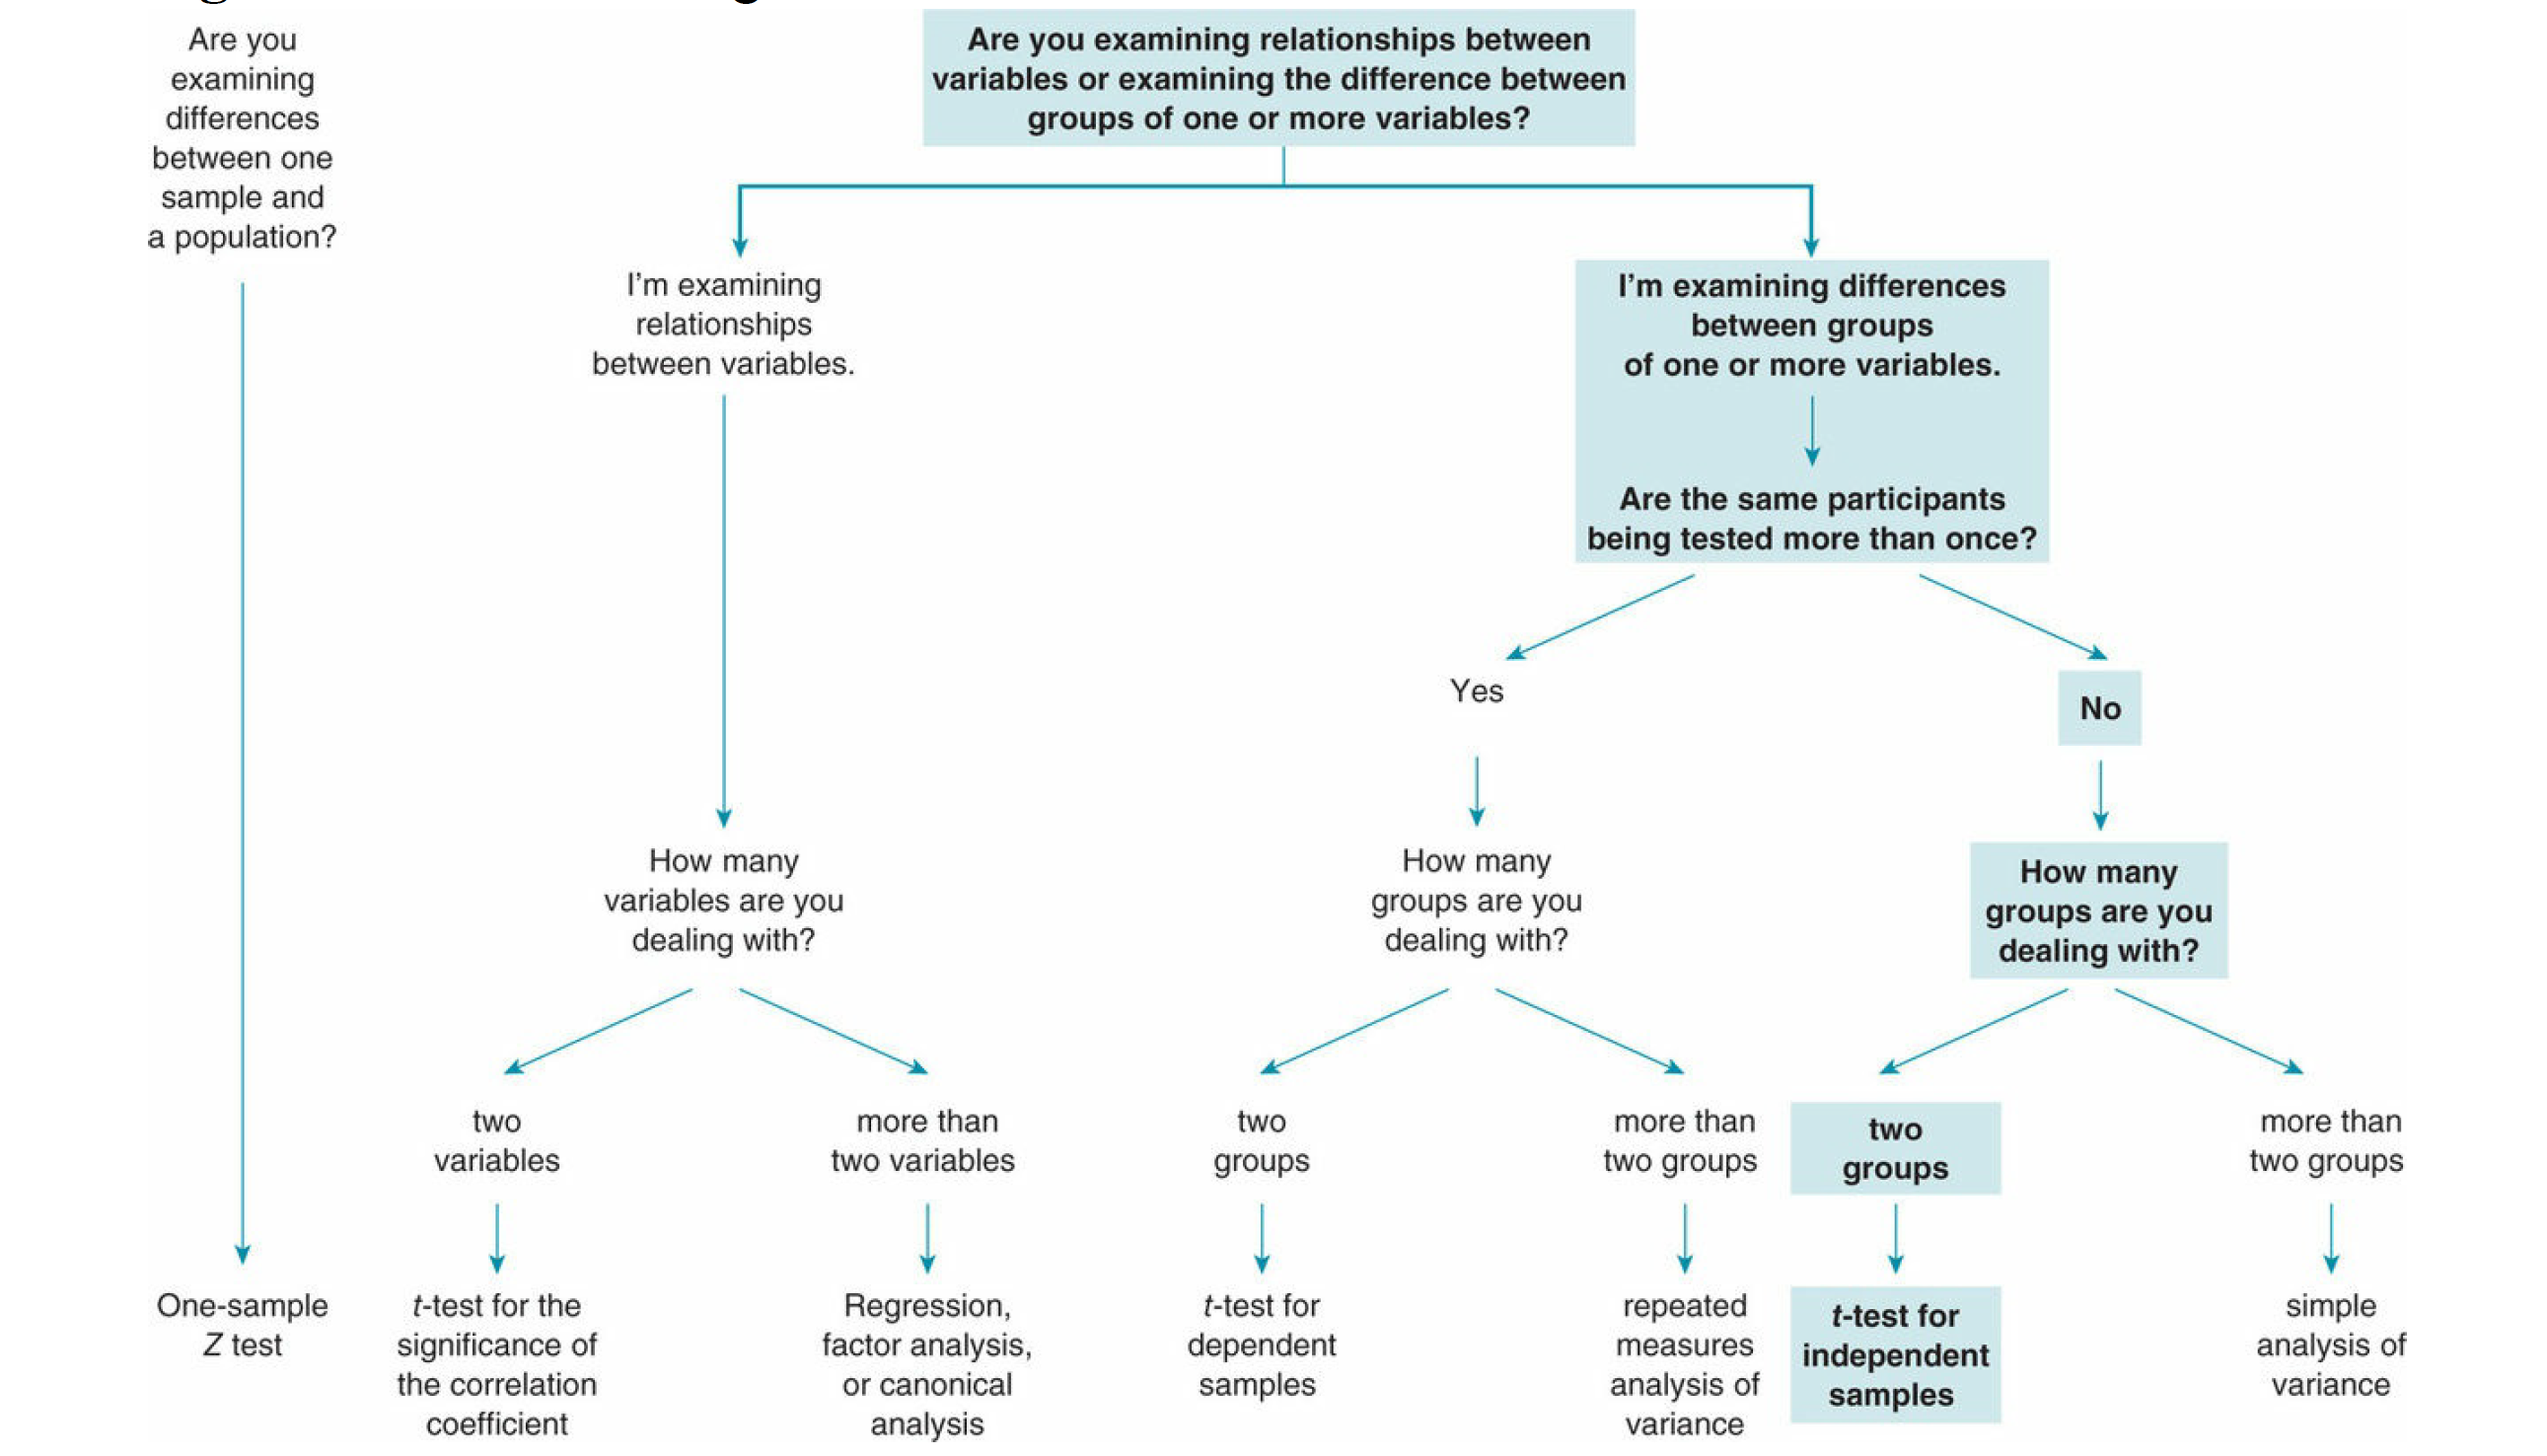 Are you
examining
differences
between one
sample and
a population?
One-sample
Z test
Are you examining relationships between
variables or examining the difference between
groups of one or more variables?
I'm examining
relationships
between variables.
How many
variables are you
dealing with?
two
variables
t-test for the
significance of
the correlation
coefficient
more than
two variables
Regression,
factor analysis,
or canonical
analysis
I'm examining differences
between groups
of one or more variables.
Are the same participants
being tested more than once?
Yes
How many
groups are you
dealing with?
two
groups
t-test for
dependent
samples
more than
two groups
repeated
measures
analysis of
variance
No
How many
groups are you
dealing with?
two
groups
t-test for
independent
samples
more than
two groups
simple
analysis of
variance